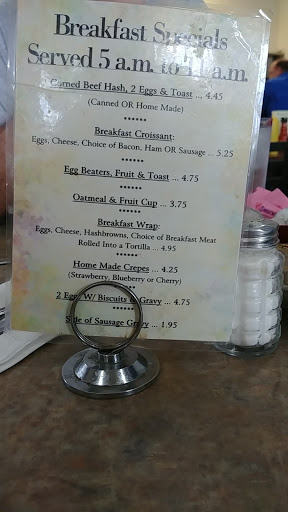 Breakfast Specials
Served 5 a.m. to a.m.
Corned Beef Hash, 2 Eggs & Toast ... 4.45
(Canned OR Home Made)
******
Breakfast Croissant:
Eggs, Cheese, Choice of Bacon, Ham OR Sausage ... 5.25
******
Egg Beaters, Fruit & Toast ... 4.75
******
Oatmeal & Fruit Cup ... 3.75
******
Breakfast Wrap:
Eggs, Cheese, Hashbrowns, Choice of Breakfast Meat
Rolled Into a Tortilla ... 4.95
******
Home Made Crepes ... 4.25
(Strawberry, Blueberry or Cherry)
******
2 Eggs W/ Biscuits & Gravy ... 4.75
******
Side of Sausage Gravy ... 1.95